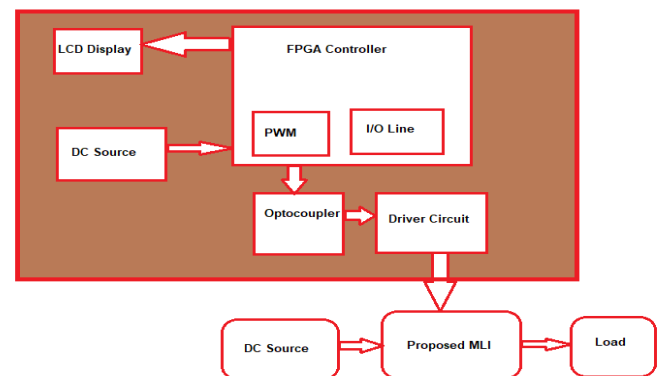 LCD Display
FPGA Controller
PWM
I/O Line
DC Source
Optocoupler
Driver Circuit
DC Source
Proposed MLI
Load